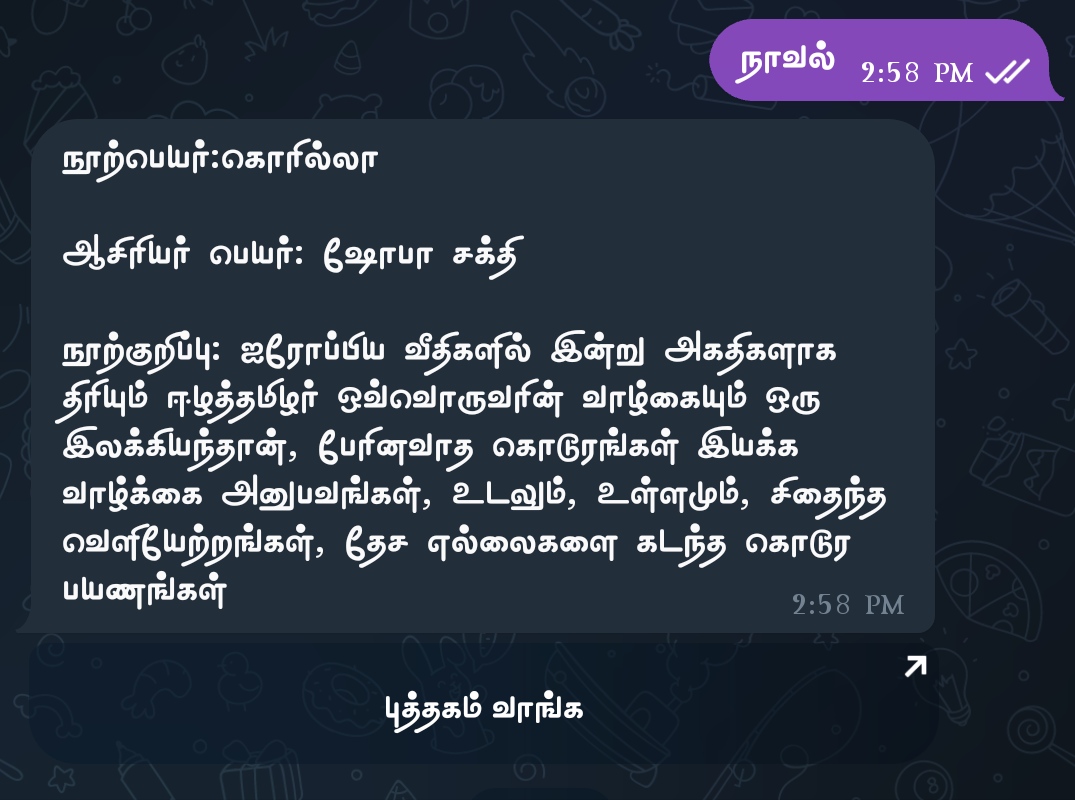 நாவல் 2:58 PM
நூற்பெயர்:கொரில்லா
ஆசிரியர் பெயர்: ஷோபா சக்தி
நூற்குறிப்பு: ஐரோப்பிய வீதிகளில் இன்று அகதிகளாக
திரியும் ஈழத்தமிழர் ஒவ்வொருவரின் வாழ்கையும் ஒரு
இலக்கியந்தான், பேரினவாத கொடூரங்கள் இயக்க
வாழ்க்கை அனுபவங்கள், உடலும், உள்ளமும், சிதைந்த
வெளியேற்றங்கள், தேச எல்லைகளை கடந்த கொடூர
பயணங்கள்
2:58 PM
புத்தகம் வாங்க